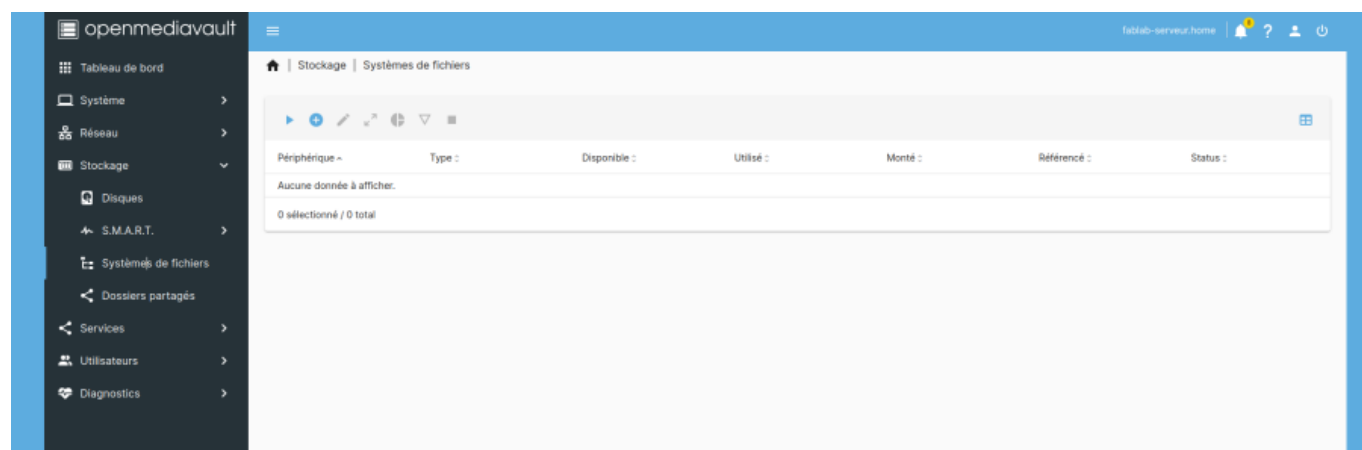 openmediavault
fablab-serveur.home
?
Tableau de bord
Système
Réseau
Stockage
Disques
S.M.A.R.T.
Systèmes de fichiers
Dossiers partagés
Services
Utilisateurs
Diagnostics
| Stockage | Systèmes de fichiers
Périphérique Type Disponible Utilisé Monté Référencé Status
Aucune donnée à afficher.
0 sélectionné / 0 total